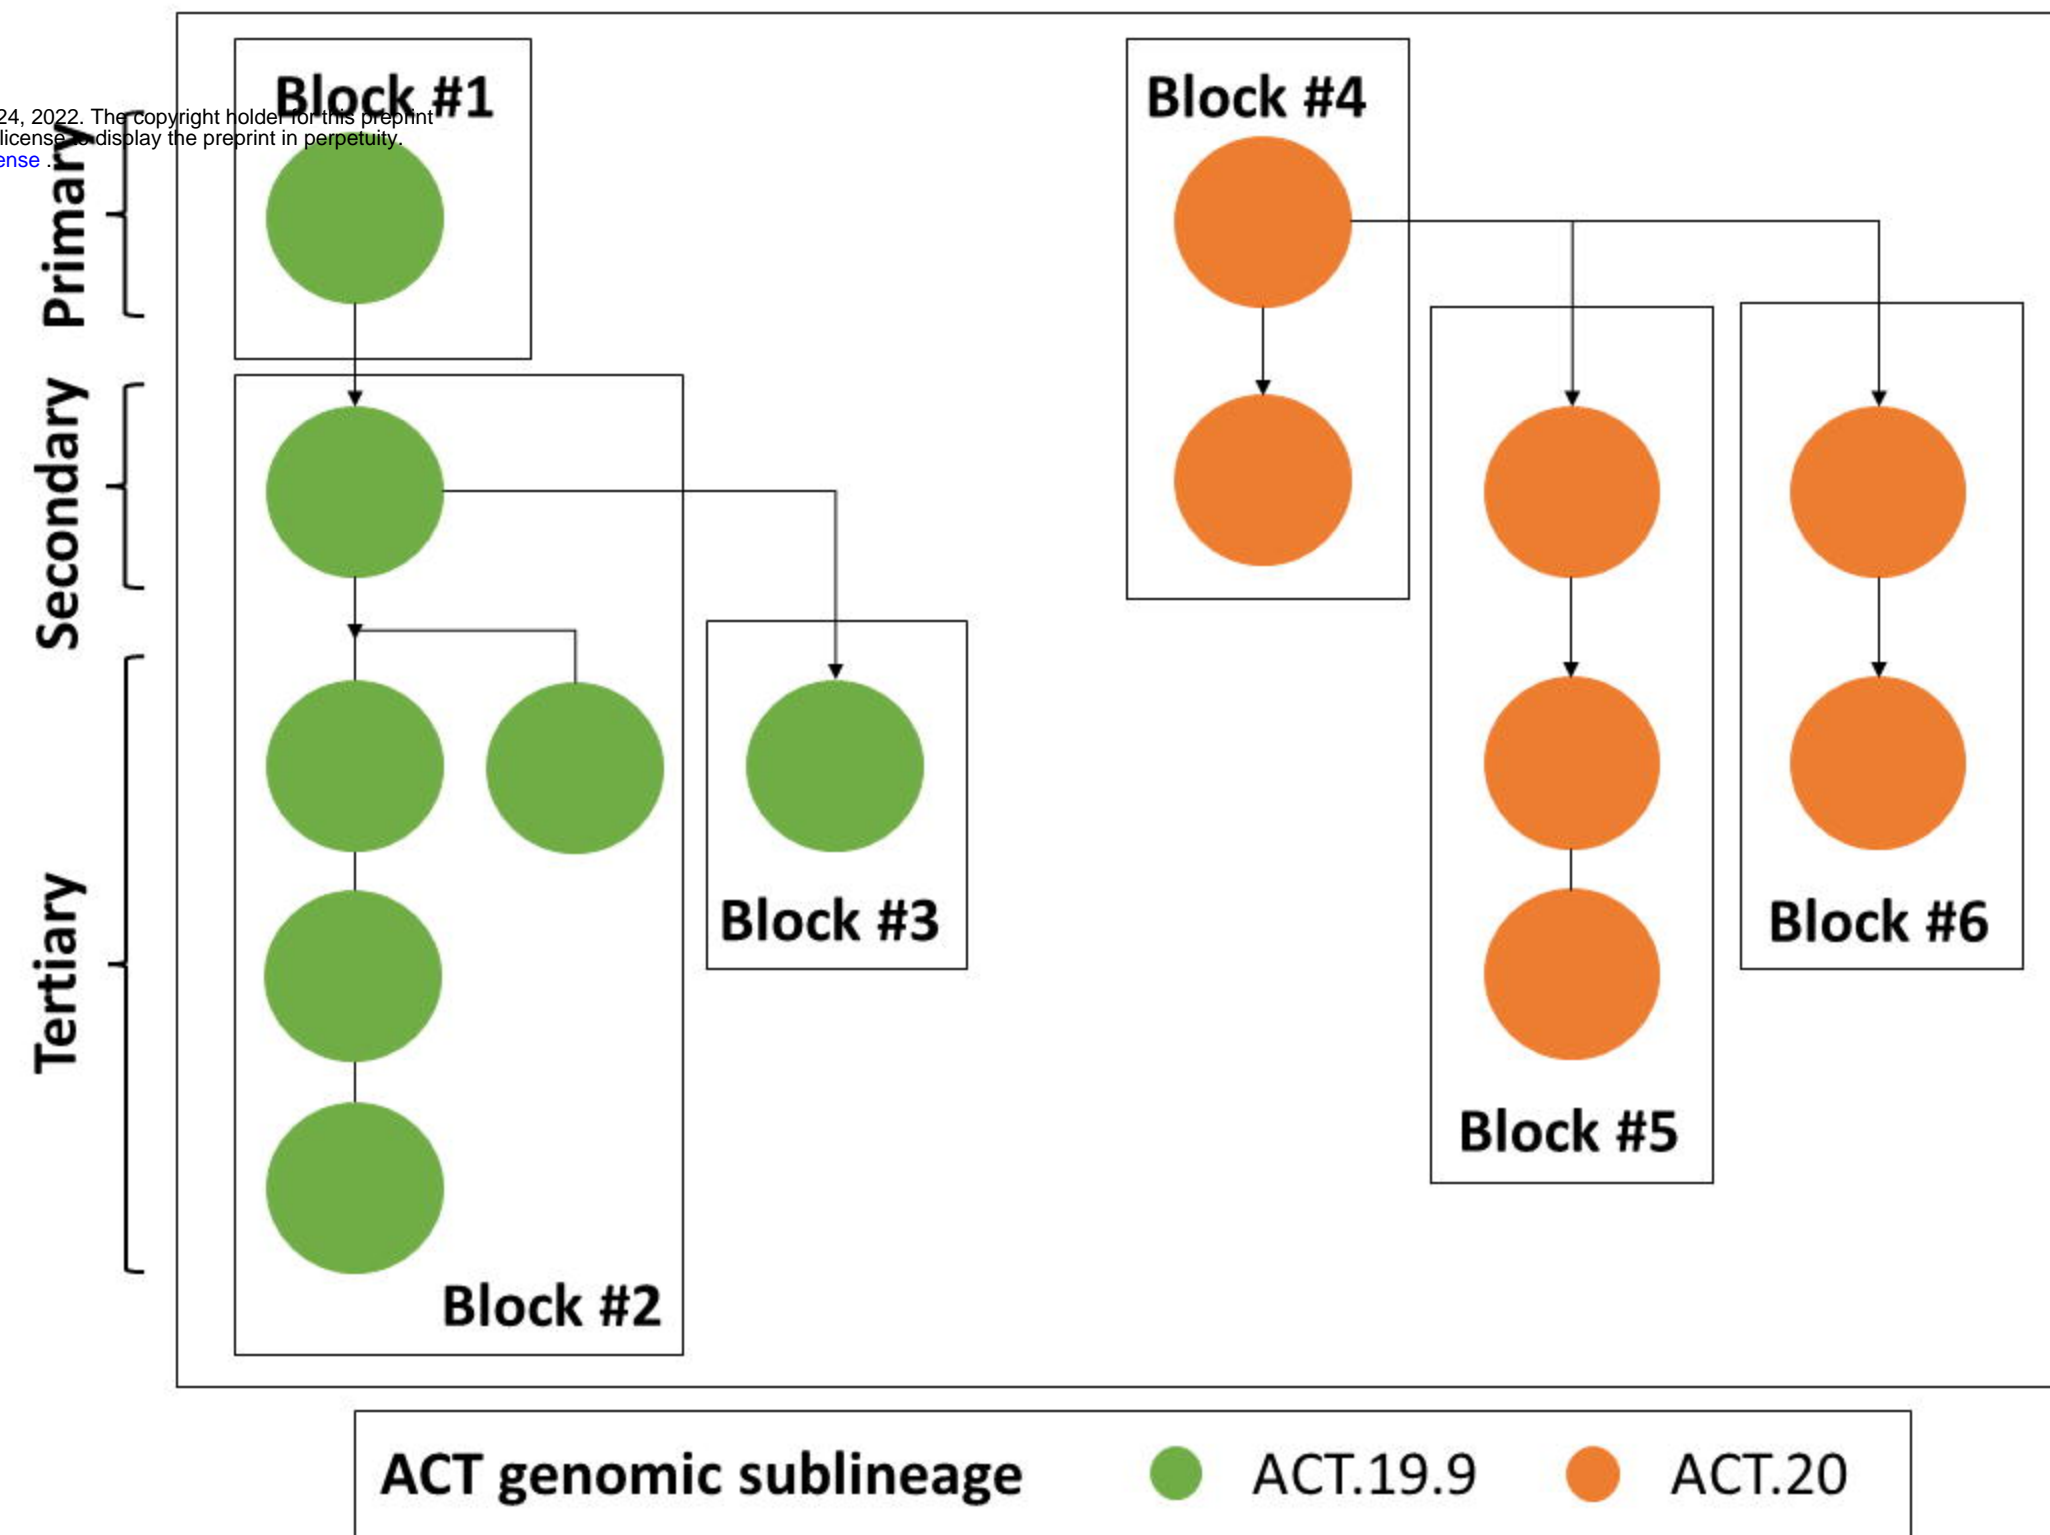 Block #1
Block #4
24, 2022. The copyright holder for this preprint
license to display the preprint in perpetuity.
ense .
Primary
Secondary
Tertiary
Block #3
Block #6
Block #5
Block #2
ACT genomic sublineage ACT.19.9 ACT.20